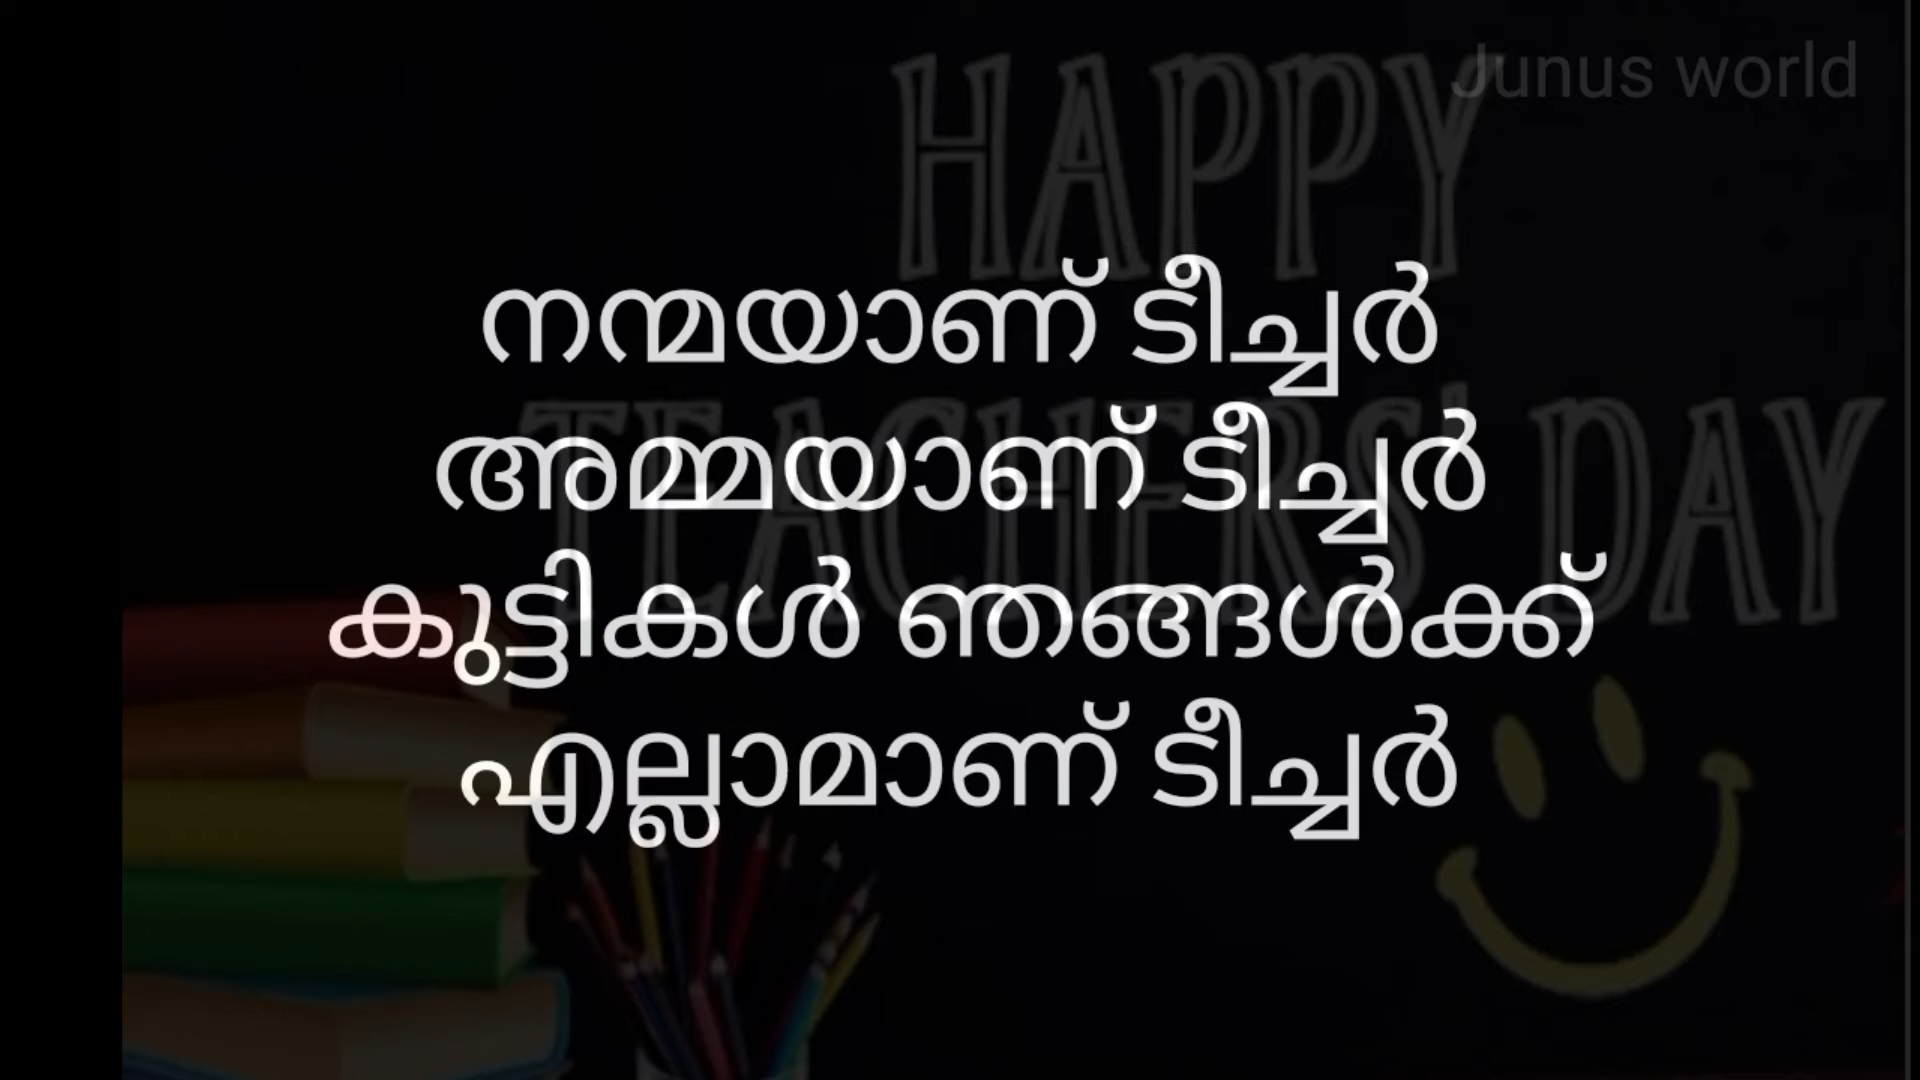 Junus world
HAPPY
TEACHERS' DAY
നന്മയാണ് ടീച്ചർ
അമ്മയാണ് ടീച്ചർ
കുട്ടികൾ ഞങ്ങൾക്ക്
എല്ലാമാണ് ടീച്ചർ